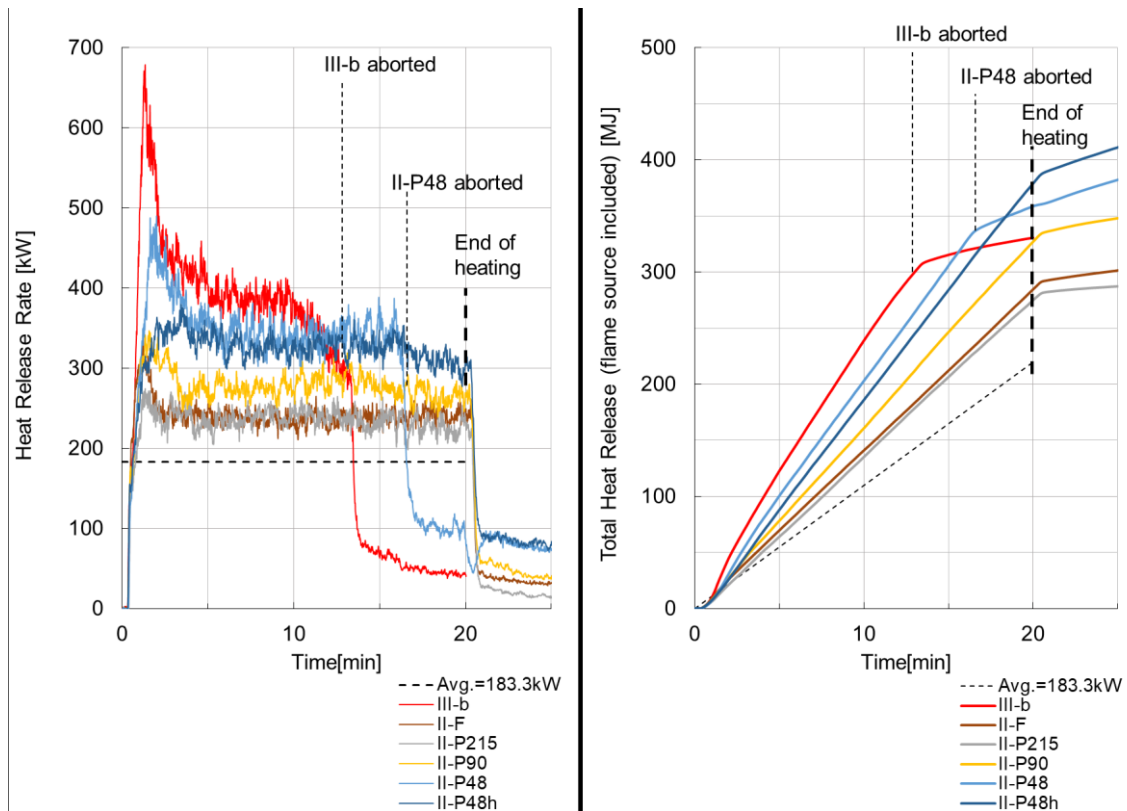 700
600
500
400
300
200
100
0
Heat Release Rate [kW]
III-b aborted
II-P48 aborted
End of
heating
0
10
20
Time[min]
Avg.=183.3kW
III-b
II-F
II-P215
II-P90
II-P48
II-P48h
500
400
300
200
100
0
Total Heat Release (flame source included) [MJ]
III-b aborted
II-P48 aborted
End of
heating
0
10
20
Time[min]
Avg.=183.3kW
III-b
II-F
II-P215
II-P90
II-P48
II-P48h